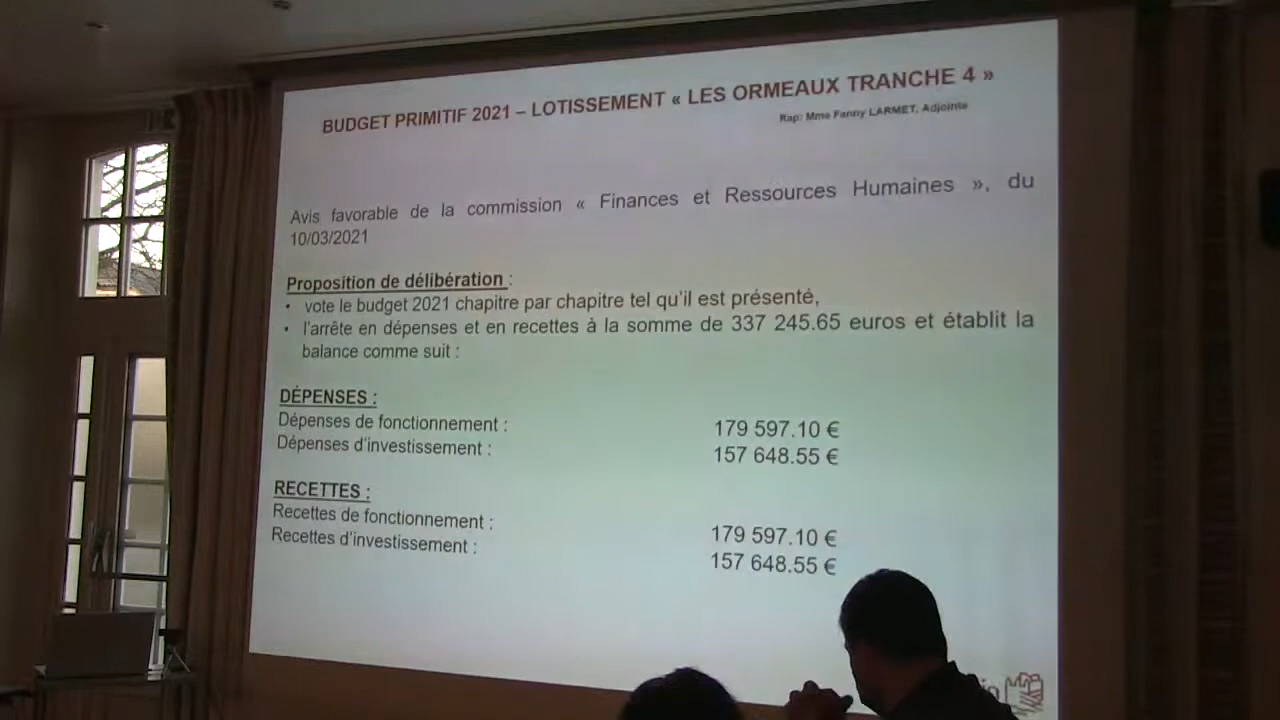 BUDGET PRIMITIF 2021 – LOTISSEMENT « LES ORMEAUX TRANCHE 4 »
Rap: Mme Fanny LARMET, Adjointe
Avis favorable de la commission « Finances et Ressources Humaines », du
10/03/2021
Proposition de délibération :
• vote le budget 2021 chapitre par chapitre tel qu'il est présenté,
• l'arrête en dépenses et en recettes à la somme de 337 245.65 euros et établit la
balance comme suit :
DÉPENSES :
Dépenses de fonctionnement : 179 597.10 €
Dépenses d'investissement : 157 648.55 €
RECETTES :
Recettes de fonctionnement : 179 597.10 €
Recettes d'investissement : 157 648.55 €